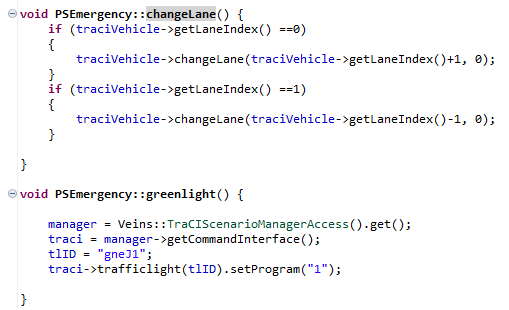 void PSEmergency::changeLane() {
    if (traciVehicle->getLaneIndex() ==0)
    {
        traciVehicle->changeLane(traciVehicle->getLaneIndex()+1, 0);
    }
    if (traciVehicle->getLaneIndex() ==1)
    {
        traciVehicle->changeLane(traciVehicle->getLaneIndex()-1, 0);
    }
}
void PSEmergency::greenlight() {
    manager = Veins::TraCIScenarioManagerAccess().get();
    traci = manager->getCommandInterface();
    tlID = "gneJ1";
    traci->trafficlight(tlID).setProgram("1");
}